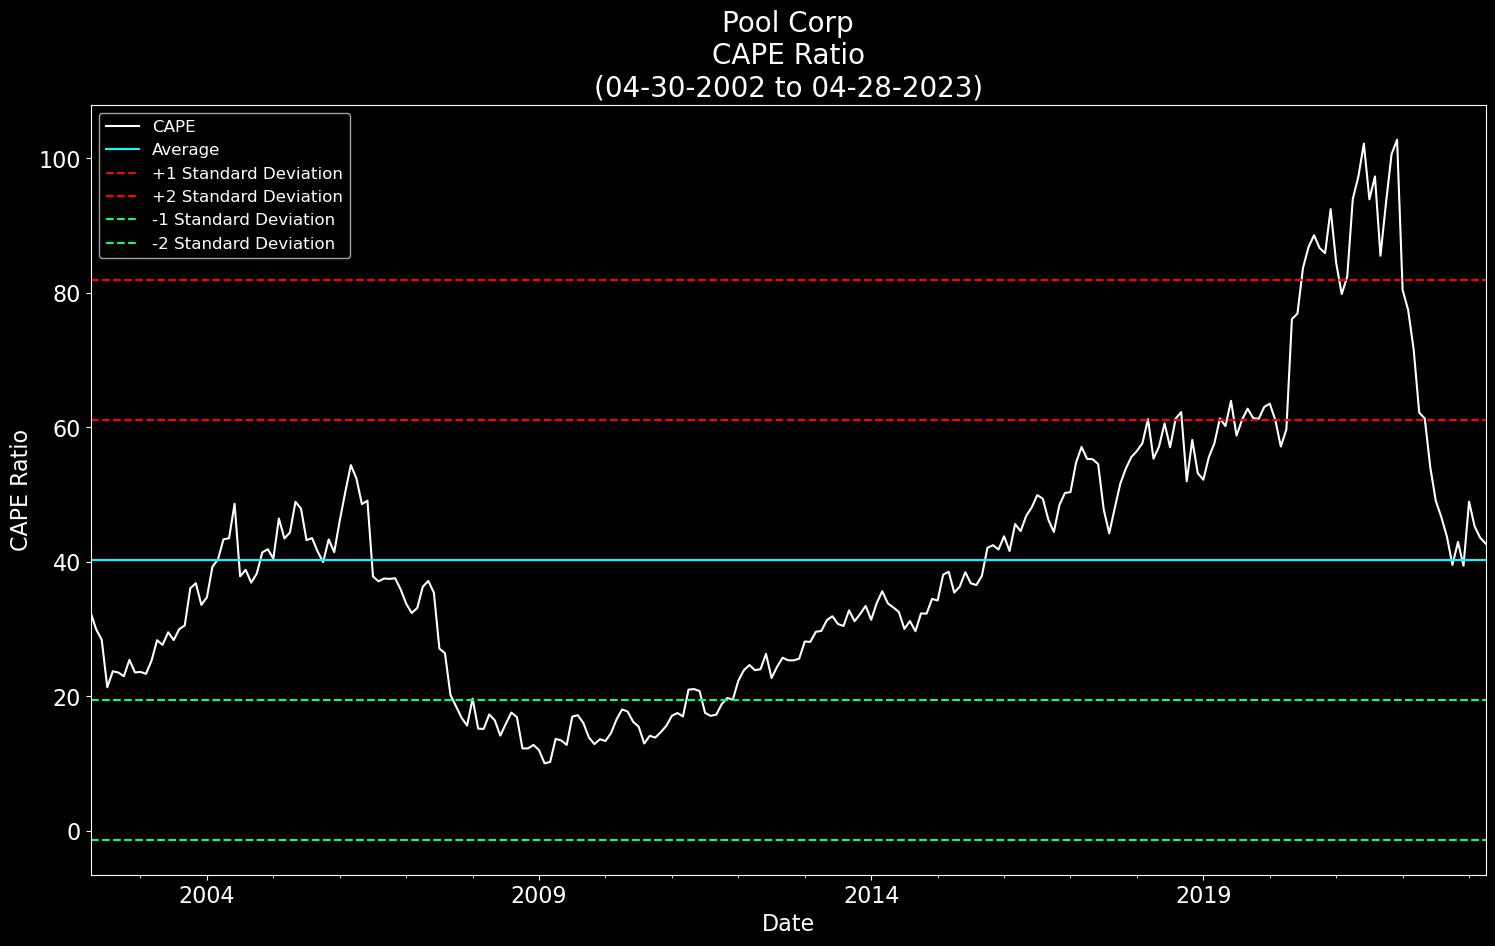 Pool Corp
CAPE Ratio
(04-30-2002 to 04-28-2023)
CAPE
Average
+1 Standard Deviation
+2 Standard Deviation
-1 Standard Deviation
-2 Standard Deviation
100
80
60
40
20
0
CAPE Ratio
2004 2009 2014 2019
Date